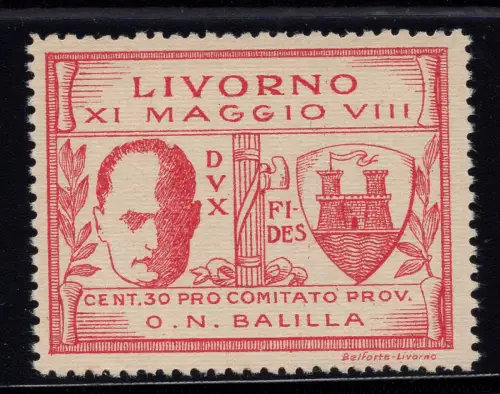 LIVORNO
XI MAGGIO VIII
DVX
FI-
DES
CENT. 30 PRO COMITATO PROV.
O. N. BALILLA
Belforte-Livorno